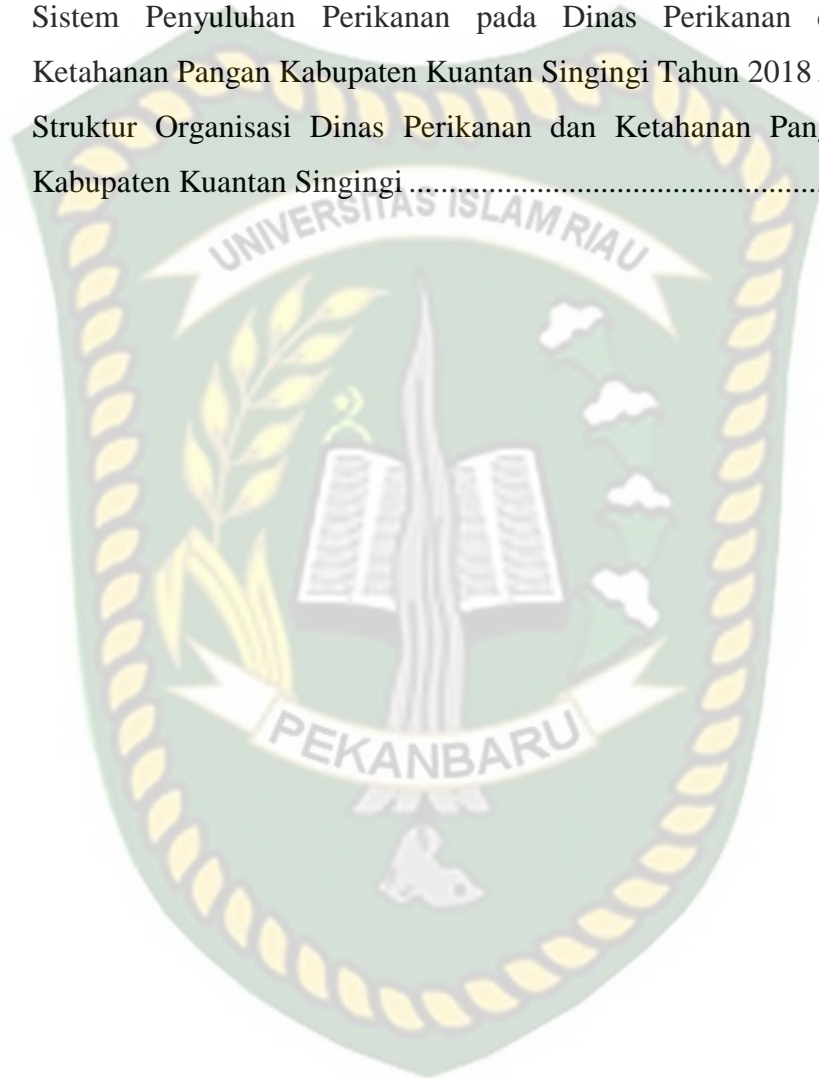 Sistem Penyuluhan Perikanan pada Dinas Perikanan
Ketahanan Pangan Kabupaten Kuantan Singingi Tahun 2018
Struktur Organisasi Dinas Perikanan dan Ketahanan Pang
Kabupaten Kuantan Singingi ................................................
UNIVERSITAS ISLAM RIAU
PEKANBARU